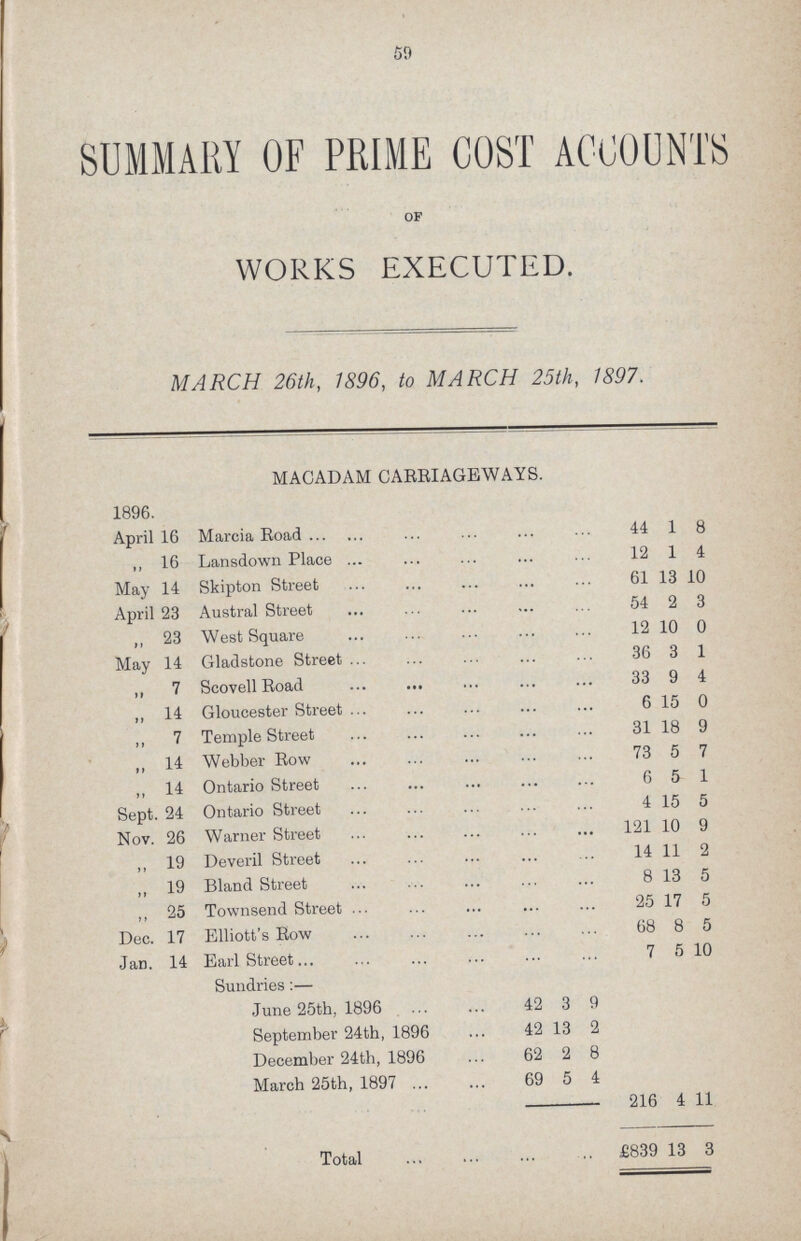 59
SUMMARY OF PRIME COST ACCOUNTS
OF
WORKS EXECUTED.
MARCH 26th, 1896, to MARCH 25th, 1897.
MACADAM CARRIAGEWAYS.
1896.
April 16 Marcia Road ... ... ... ... ... ... 44 1 8
,, 16 Lansdown Place ... ... ... ... ... 12 1 4
May 14 Skipton Street ... ... ... ... ... 61 13 10
April 23 Austral Street ... ... ... ... ... 54 2 3
,, 23 West Square ... ... ... ... ... 12 10 0
May 14 Gladstone Street ... ... ... ... ... 36 3 1
,, 7 Scovell Road ... ... ... ... ... 33 9 4
,, 14 Gloucester Street ... ... ... ... ... 6 15 0
,, 7 Temple Street ... ... ... ... ... 31 18 9
,, 14 Webber Row ... ... ... ... ... 73 5 7
,, 14 Ontario Street ... ... ... ... ... 6 5 1
Sept. 24 Ontario Street ... ... ... ... ... 4 15 5
Nov. 26 Warner Street ... ... ... ... ... 121 10 9
,, 19 Deveril Street ... ... ... ... ... 14 11 2
,, 19 Bland Street ... ... ... ... ... 8 13 5
,, 25 Townsend Street ... ... ... ... ... 25 17 5
Dec. 17 Elliott's Row ... ... ... ... ... 68 8 5
Jan. 14 Earl Street ... ... ... ... ... ... 7 5 10
Sundries :—
June 25th, 1896 ... ... 42 3 9
September 24th, 1896 ... 42 13 2
December 24th, 1896 ... 62 2 8
March 25th, 1897 ... ... 69 5 4
216 4 11
Total ... ... ... .. £839 13 3